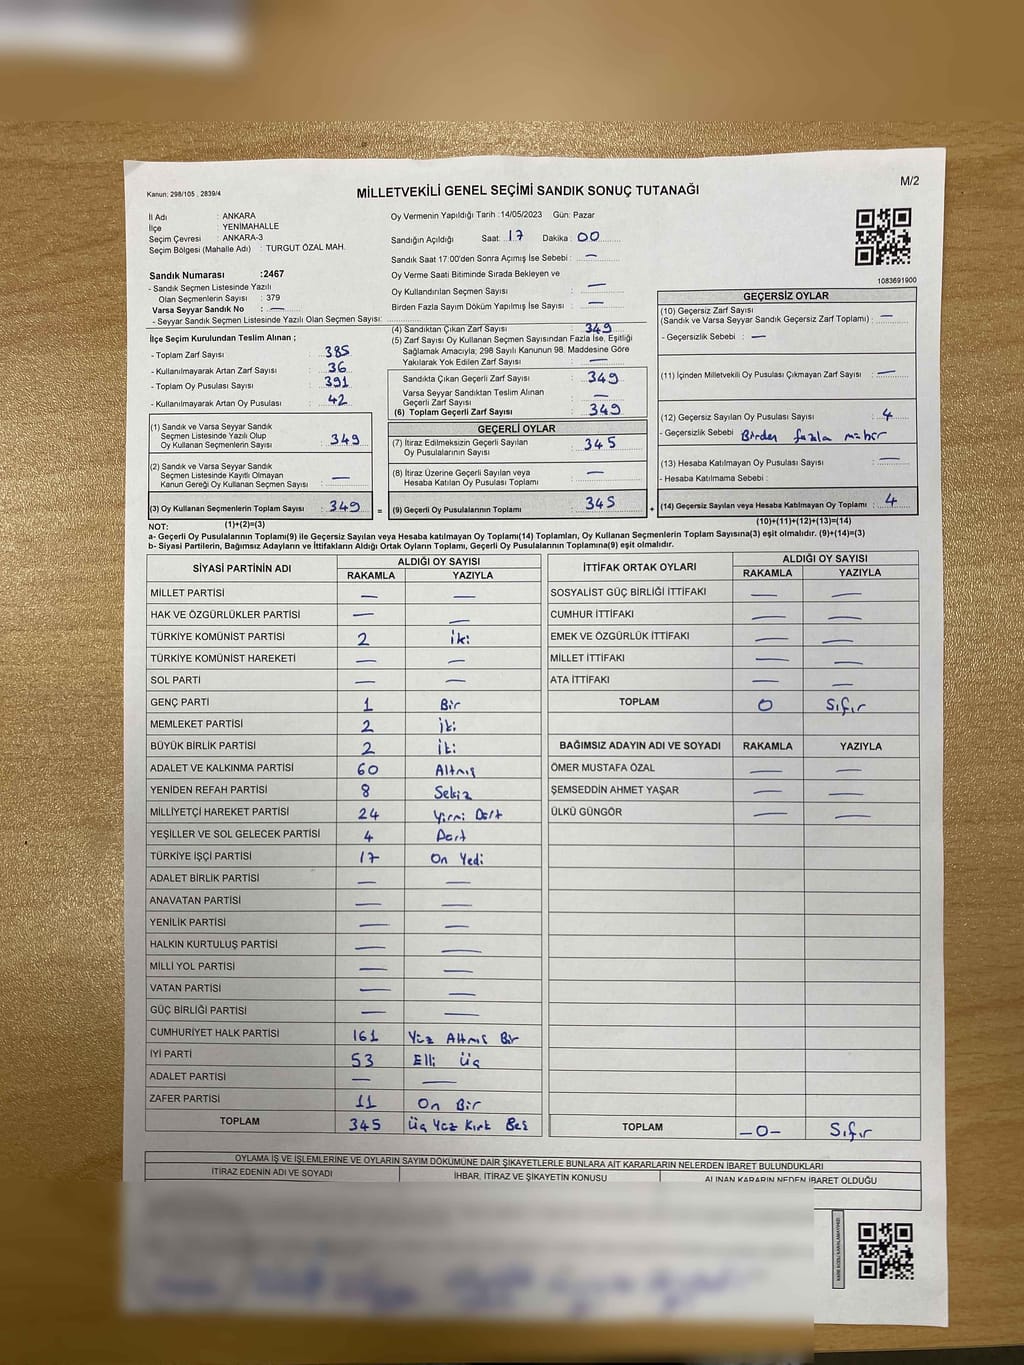 Kanun: 298/105 , 2839/4
MİLLETVEKİLİ GENEL SEÇİMİ SANDIK SONUÇ TUTANAĞI
M/2
İl Adı : ANKARA
İlçe : YENİMAHALLE
Seçim Çevresi : ANKARA-3
Seçim Bölgesi (Mahalle Adı) : TURGUT ÖZAL MAH.
Sandık Numarası :2467
- Sandık Seçmen Listesinde Yazılı
Olan Seçmenlerin Sayısı : 379
Varsa Seyyar Sandık No : —
- Seyyar Sandık Seçmen Listesinde Yazılı Olan Seçmen Sayısı:
Oy Vermenin Yapıldığı Tarih :14/05/2023 Gün: Pazar
Sandığın Açıldığı Saat: 17 Dakika : 00
Sandık Saat 17:00'den Sonra Açımış İse Sebebi : —
Oy Verme Saati Bitiminde Sırada Bekleyen ve
Oy Kullandırılan Seçmen Sayısı : —
Birden Fazla Sayım Döküm Yapılmış İse Sayısı : —
1083691900
İlçe Seçim Kurulundan Teslim Alınan ;
- Toplam Zarf Sayısı : 385
- Kullanılmayarak Artan Zarf Sayısı : 36
- Toplam Oy Pusulası Sayısı : 391
- Kullanılmayarak Artan Oy Pusulası : 42
(1) Sandık ve Varsa Seyyar Sandık
Seçmen Listesinde Yazılı Olup
Oy Kullanan Seçmenlerin Sayısı : 349
(2) Sandık ve Varsa Seyyar Sandık
Seçmen Listesinde Kayıtlı Olmayan
Kanun Gereği Oy Kullanan Seçmen Sayısı : —
(3) Oy Kullanan Seçmenlerin Toplam Sayısı : 349
(1)+(2)=(3)
(4) Sandıktan Çıkan Zarf Sayısı : 349
(5) Zarf Sayısı Oy Kullanan Seçmen Sayısından Fazla İse, Eşitliği
Sağlamak Amacıyla; 298 Sayılı Kanunun 98. Maddesine Göre
Yakılarak Yok Edilen Zarf Sayısı : —
Sandıkta Çıkan Geçerli Zarf Sayısı : 349
Varsa Seyyar Sandıktan Teslim Alınan
Geçerli Zarf Sayısı : —
(6) Toplam Geçerli Zarf Sayısı : 349
GEÇERLİ OYLAR
(7) İtiraz Edilmeksizin Geçerli Sayılan
Oy Pusulalarının Sayısı : 345
(8) İtiraz Üzerine Geçerli Sayılan veya
Hesaba Katılan Oy Pusulası Toplamı : —
= (9) Geçerli Oy Pusulalarının Toplamı : 345
GEÇERSİZ OYLAR
(10) Geçersiz Zarf Sayısı
(Sandık ve Varsa Seyyar Sandık Geçersiz Zarf Toplamı) : —
- Geçersizlik Sebebi : —
(11) İçinden Milletvekili Oy Pusulası Çıkmayan Zarf Sayısı : —
(12) Geçersiz Sayılan Oy Pusulası Sayısı : 4
- Geçersizlik Sebebi Birden fazla mühür
(13) Hesaba Katılmayan Oy Pusulası Sayısı : —
- Hesaba Katılmama Sebebi :
+ (14) Geçersiz Sayılan veya Hesaba Katılmayan Oy Toplamı : 4
(10)+(11)+(12)+(13)=(14)
NOT:
a- Geçerli Oy Pusulalarının Toplamı(9) ile Geçersiz Sayılan veya Hesaba katılmayan Oy Toplamı(14) Toplamları, Oy Kullanan Seçmenlerin Toplam Sayısına(3) eşit olmalıdır. (9)+(14)=(3)
b- Siyasi Partilerin, Bağımsız Adayların ve İttifakların Aldığı Ortak Oyların Toplamı, Geçerli Oy Pusulalarının Toplamına(9) eşit olmalıdır.
SİYASİ PARTİNİN ADI ALDIĞI OY SAYISI
RAKAMLA YAZIYLA
MİLLET PARTİSİ — —
HAK VE ÖZGÜRLÜKLER PARTİSİ — —
TÜRKİYE KOMÜNİST PARTİSİ 2 İki
TÜRKİYE KOMÜNİST HAREKETİ — —
SOL PARTİ — —
GENÇ PARTİ 1 Bir
MEMLEKET PARTİSİ 2 İki
BÜYÜK BİRLİK PARTİSİ 2 İki
ADALET VE KALKINMA PARTİSİ 60 Altmış
YENİDEN REFAH PARTİSİ 8 Sekiz
MİLLİYETÇİ HAREKET PARTİSİ 24 Yirmi Dört
YEŞİLLER VE SOL GELECEK PARTİSİ 4 Dört
TÜRKİYE İŞÇİ PARTİSİ 17 On Yedi
ADALET BİRLİK PARTİSİ — —
ANAVATAN PARTİSİ — —
YENİLİK PARTİSİ — —
HALKIN KURTULUŞ PARTİSİ — —
MİLLİ YOL PARTİSİ — —
VATAN PARTİSİ — —
GÜÇ BİRLİĞİ PARTİSİ — —
CUMHURİYET HALK PARTİSİ 161 Yüz Altmış Bir
İYİ PARTİ 53 Elli Üç
ADALET PARTİSİ — —
ZAFER PARTİSİ 11 On Bir
TOPLAM 345 Üç Yüz Kırk Beş
İTTİFAK ORTAK OYLARI ALDIĞI OY SAYISI
RAKAMLA YAZIYLA
SOSYALİST GÜÇ BİRLİĞİ İTTİFAKI — —
CUMHUR İTTİFAKI — —
EMEK VE ÖZGÜRLÜK İTTİFAKI — —
MİLLET İTTİFAKI — —
ATA İTTİFAKI — —
TOPLAM 0 Sıfır
BAĞIMSIZ ADAYIN ADI VE SOYADI RAKAMLA YAZIYLA
ÖMER MUSTAFA ÖZAL — —
ŞEMSEDDİN AHMET YAŞAR — —
ÜLKÜ GÜNGÖR — —
TOPLAM —0— Sıfır
OYLAMA İŞ VE İŞLEMLERİNE VE OYLARIN SAYIM DÖKÜMÜNE DAİR ŞİKAYETLERLE BUNLARA AİT KARARLARIN NELERDEN İBARET BULUNDUKLARI
İTİRAZ EDENİN ADI VE SOYADI İHBAR, İTİRAZ VE ŞİKAYETİN KONUSU ALINAN KARARIN NEDEN İBARET OLDUĞU